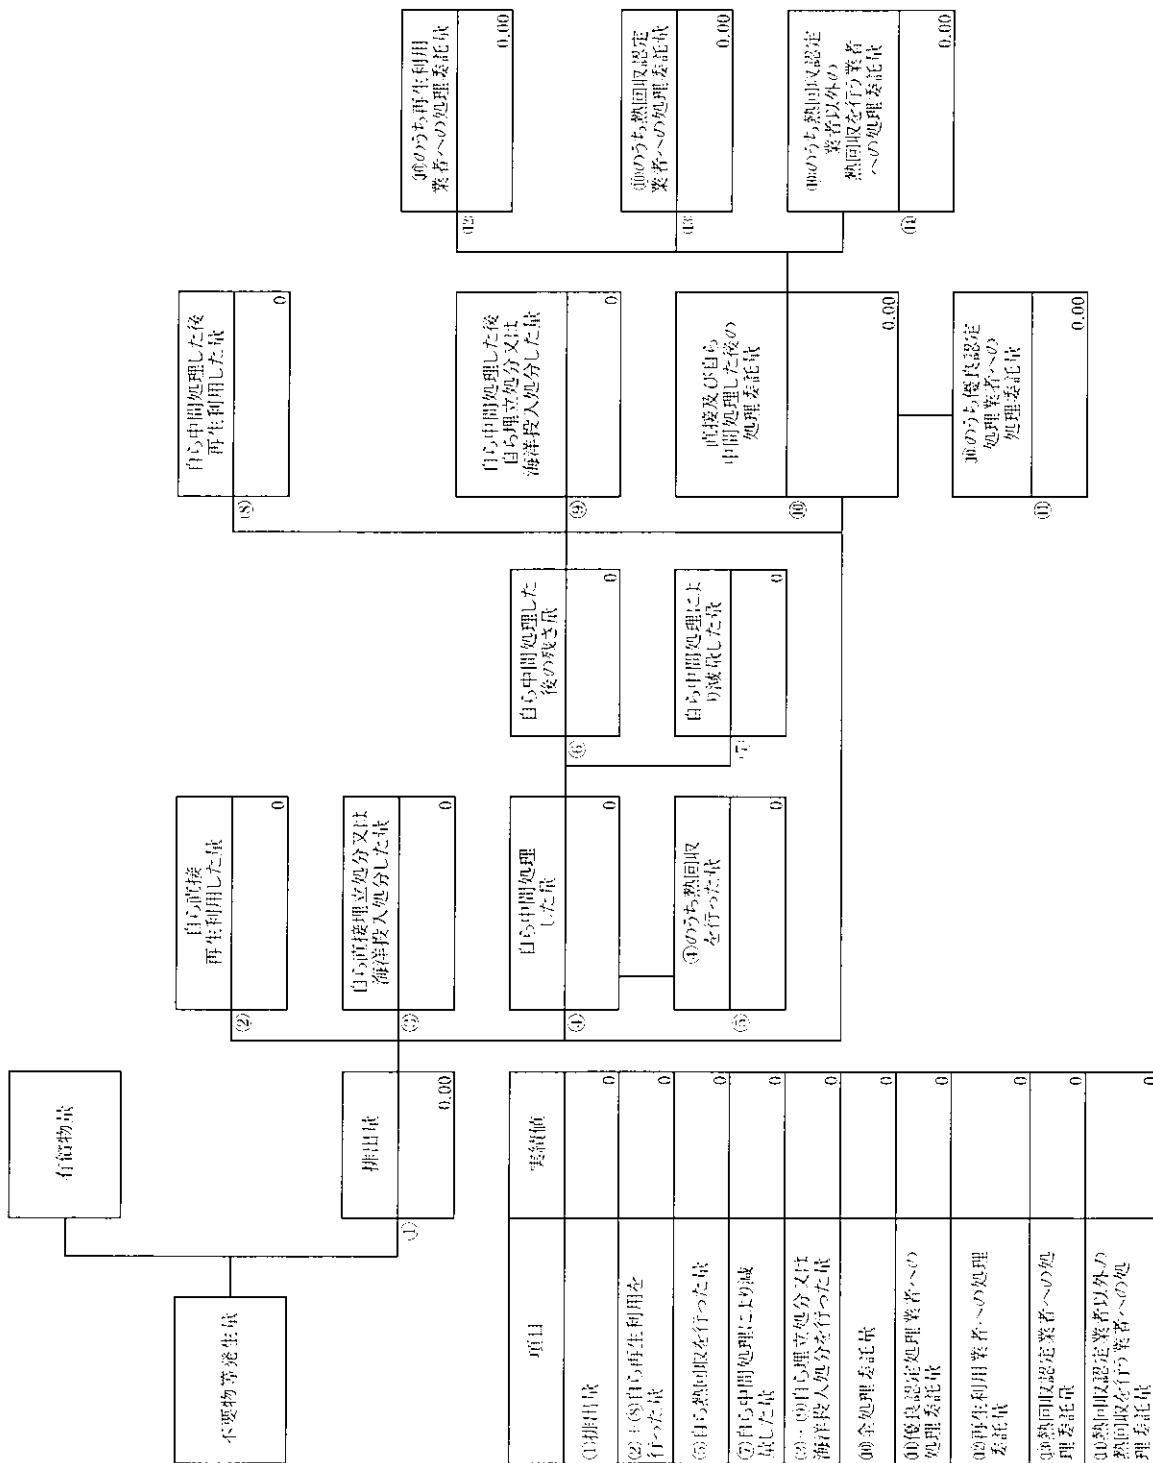 有償物量
不要物等発生量
①
排出量
0.00
②
自ら直接
再生利用した量
0
③
自ら直接埋立処分又は
海洋投入処分した量
0
④
自ら中間処理
した量
0
⑤
④のうち熱回収
を行った量
0
⑥
自ら中間処理した
後の残さ量
0
⑦
自ら中間処理によ
り減量した量
0
⑧
自ら中間処理した後
再生利用した量
0
⑨
自ら中間処理した後
自ら埋立処分又は
海洋投入処分した量
0
⑩
直接及び自ら
中間処理した後の
処理委託量
0.00
⑪
⑩のうち優良認定
処理業者への
処理委託量
0.00
⑫
⑩のうち再生利用
業者への処理委託量
0.00
⑬
⑩のうち熱回収認定
業者への処理委託量
0.00
⑭
⑩のうち熱回収認定
業者以外の
熱回収を行う業者
への処理委託量
0.00
項目 実績値
①排出量 0
②+⑧自ら再生利用を
行った量 0
⑤自ら熱回収を行った量 0
⑦自ら中間処理により減
量した量 0
③+⑨自ら埋立処分又は
海洋投入処分を行った量 0
⑩全処理委託量 0
⑪優良認定処理業者への
処理委託量 0
⑫再生利用業者への処理
委託量 0
⑬熱回収認定業者への処
理委託量 0
⑭熱回収認定業者以外の
熱回収を行う業者への処
理委託量 0